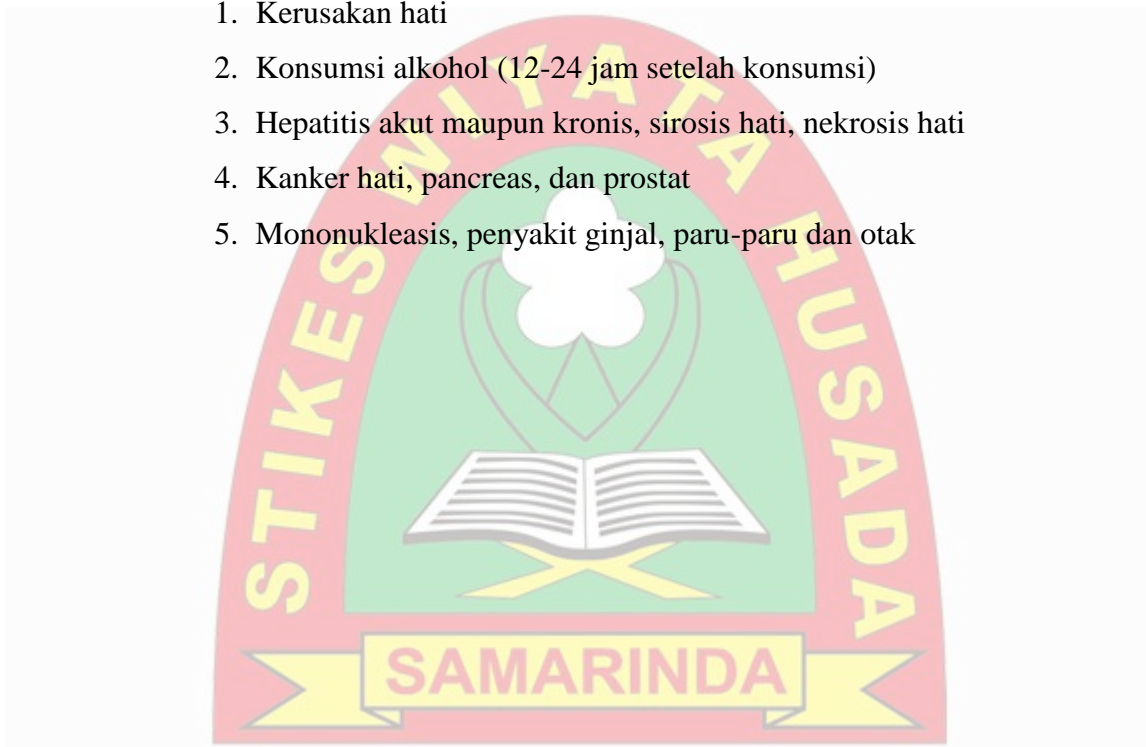 1. Kerusakan hati
2. Konsumsi alkohol (12-24 jam setelah konsumsi)
3. Hepatitis akut maupun kronis, sirosis hati, nekrosis hati
4. Kanker hati, pancreas, dan prostat
5. Mononukleasis, penyakit ginjal, paru-paru dan otak
STIKES WIYATA HUSADA
SAMARINDA